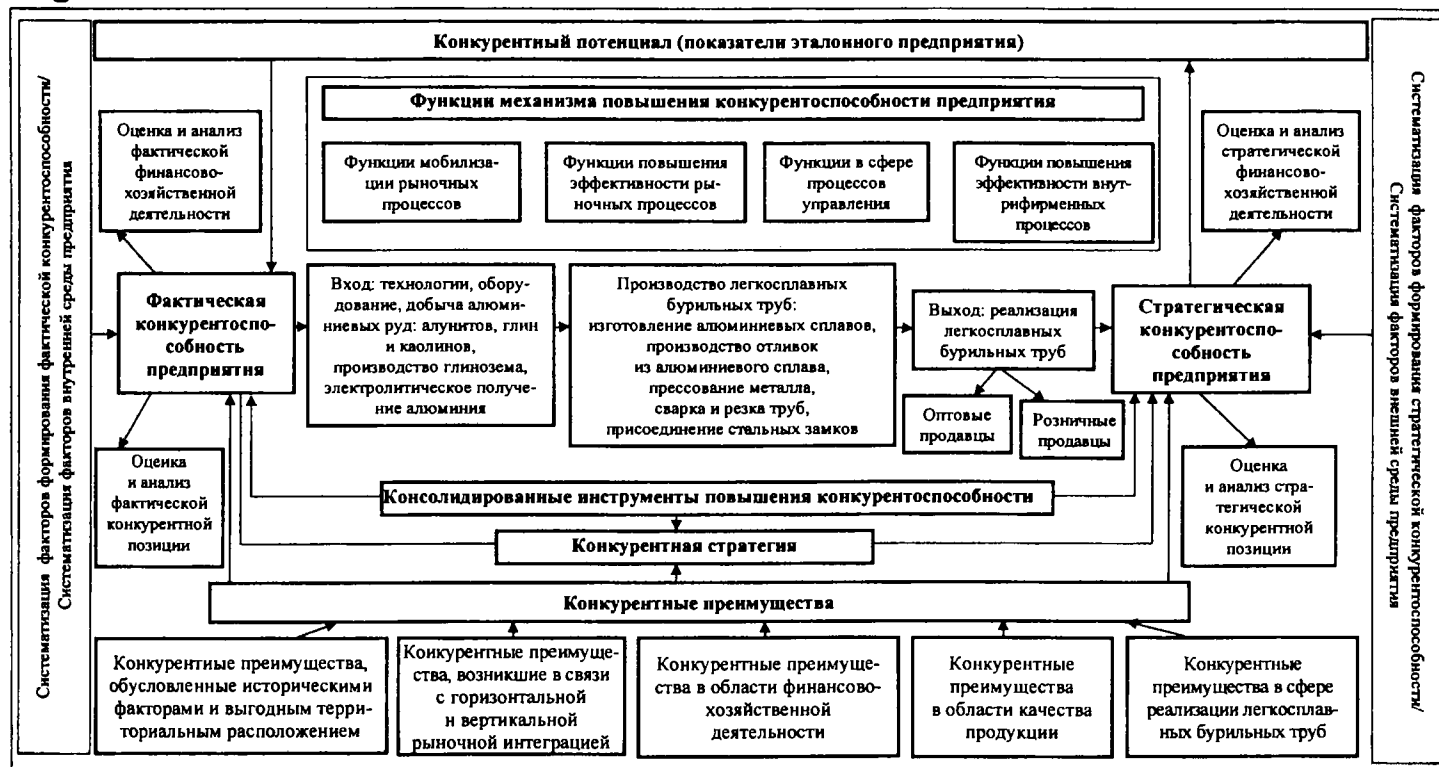 Систематизация факторов формирования фактической конкурентоспособности/
Систематизация факторов внутренней среды предприятия
Конкурентный потенциал (показатели эталонного предприятия)
Функции механизма повышения конкурентоспособности предприятия
Оценка и анализ
фактической
финансово-
хозяйственной
деятельности
Функции мобилиза-
ции рыночных
процессов
Функции повышения
эффективности ры-
ночных процессов
Функции в сфере
процессов
управления
Функции повышения
эффективности внут-
рифирменных
процессов
Оценка и анализ
стратегической
финансово-
хозяйственной
деятельности
Фактическая
конкурентоспо-
собность
предприятия
Вход: технологии, обору-
дование, добыча алюми-
ниевых руд: алунитов, глин
и каолинов,
производство глинозема,
электролитическое получе-
ние алюминия
Производство легкосплавных
бурильных труб:
изготовление алюминиевых сплавов,
производство отливок
из алюминиевого сплава,
прессование металла,
сварка и резка труб,
присоединение стальных замков
Выход: реализация
легкосплавных
бурильных труб
Оптовые
продавцы
Розничные
продавцы
Стратегическая
конкурентоспо-
собность
предприятия
Оценка
и анализ
фактической
конкурентной
позиции
Консолидированные инструменты повышения конкурентоспособности
Конкурентная стратегия
Оценка
и анализ стра-
тегической
конкурентной
позиции
Конкурентные преимущества
Конкурентные преимущества,
обусловленные историческими
факторами и выгодным терри-
ториальным расположением
Конкурентные преимуще-
ства, возникшие в связи
с горизонтальной
н вертикальной
рыночной интеграцией
Конкурентные преимуще-
ства в области финансово-
хозяйственной
деятельности
Конкурентные
преимущества
в области качества
продукции
Конкурентные
преимущества в сфере
реализации легкосплав-
ных бурильных труб
Систематизация факторов формирования стратегической конкурентоспособности/
Систематизация факторов внешней среды предприятия